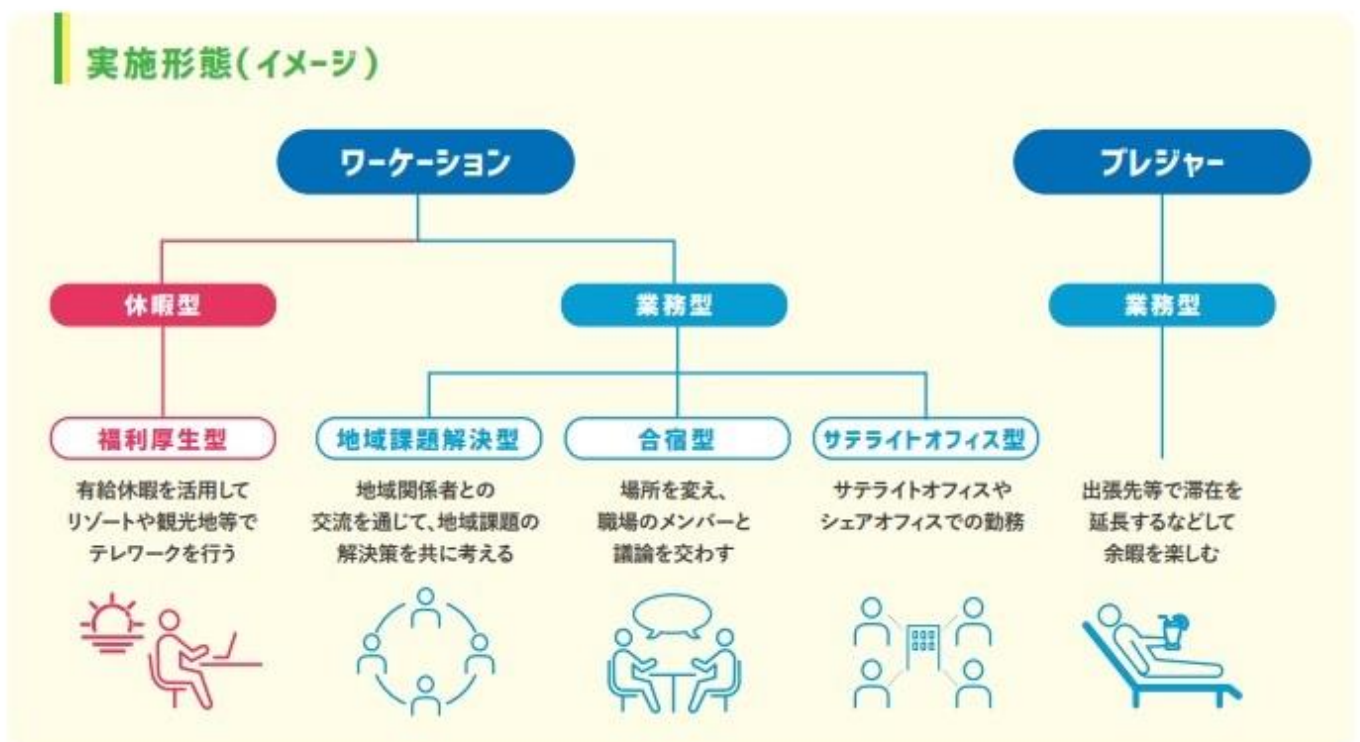 実施形態(イメージ)
ワーケーション
ブレジャー
休暇型
業務型
業務型
福利厚生型
地域課題解決型
合宿型
サテライトオフィス型
有給休暇を活用して
リゾートや観光地等で
テレワークを行う
地域関係者との
交流を通じて、地域課題の
解決策を共に考える
場所を変え、
職場のメンバーと
議論を交わす
サテライトオフィスや
シェアオフィスでの勤務
出張先等で滞在を
延長するなどして
余暇を楽しむ